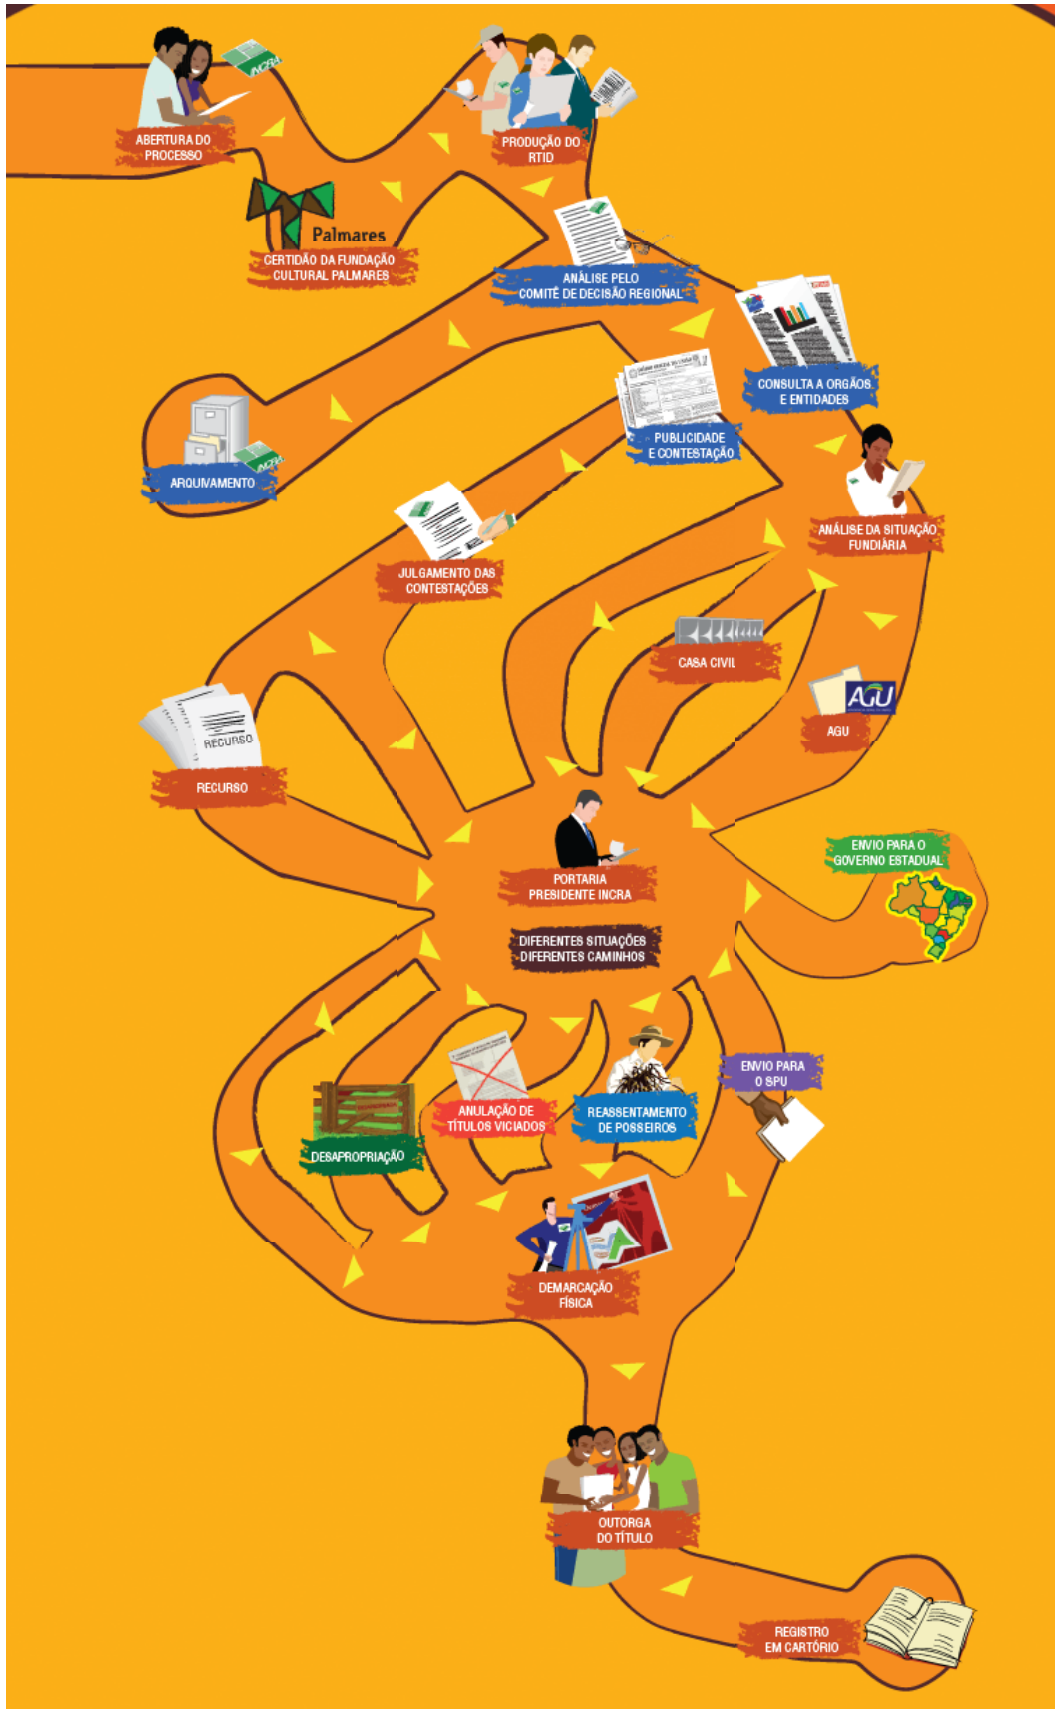 INCRA
ABERTURA DO
PROCESSO
PRODUÇÃO DO
RTID
Palmares
CERTIDÃO DA FUNDAÇÃO
CULTURAL PALMARES
ANÁLISE PELO
COMITÊ DE DECISÃO REGIONAL
CONSULTA A ORGÃOS
E ENTIDADES
PUBLICIDADE
E CONTESTAÇÃO
INCRA
ARQUIVAMENTO
ANÁLISE DA SITUAÇÃO
FUNDIÁRIA
JULGAMENTO DAS
CONTESTAÇÕES
CASA CIVIL
AGU
AGU
RECURSO
RECURSO
PORTARIA
PRESIDENTE INCRA
ENVIO PARA O
GOVERNO ESTADUAL
DIFERENTES SITUAÇÕES
DIFERENTES CAMINHOS
ENVIO PARA
O SPU
ANULAÇÃO DE
TÍTULOS VICIADOS
REASSENTAMENTO
DE POSSEIROS
DESAPROPRIAÇÃO
DEMARCAÇÃO
FÍSICA
OUTORGA
DO TÍTULO
REGISTRO
EM CARTÓRIO